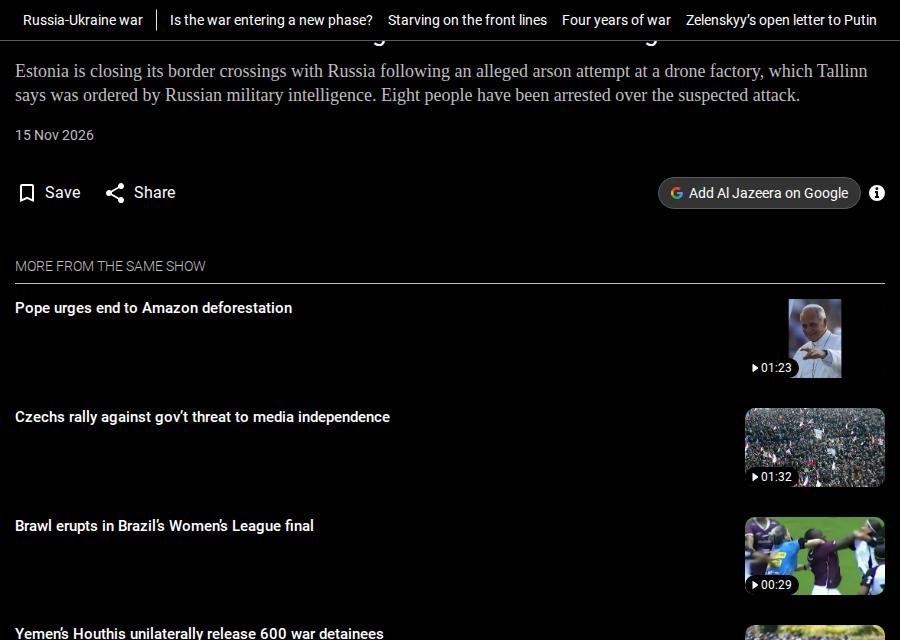 Russia-Ukraine war
Is the war entering a new phase?
Starving on the front lines
Four years of war
Zelenskyy's open letter to Putin
Estonia is closing its border crossings with Russia following an alleged arson attempt at a drone factory, which Tallinn
says was ordered by Russian military intelligence. Eight people have been arrested over the suspected attack.
15 Nov 2026
Save
Share
Add Al Jazeera on Google
MORE FROM THE SAME SHOW
Pope urges end to Amazon deforestation
01:23
Czechs rally against gov't threat to media independence
01:32
Brawl erupts in Brazil's Women's League final
00:29
Yemen's Houthis unilaterally release 600 war detainees